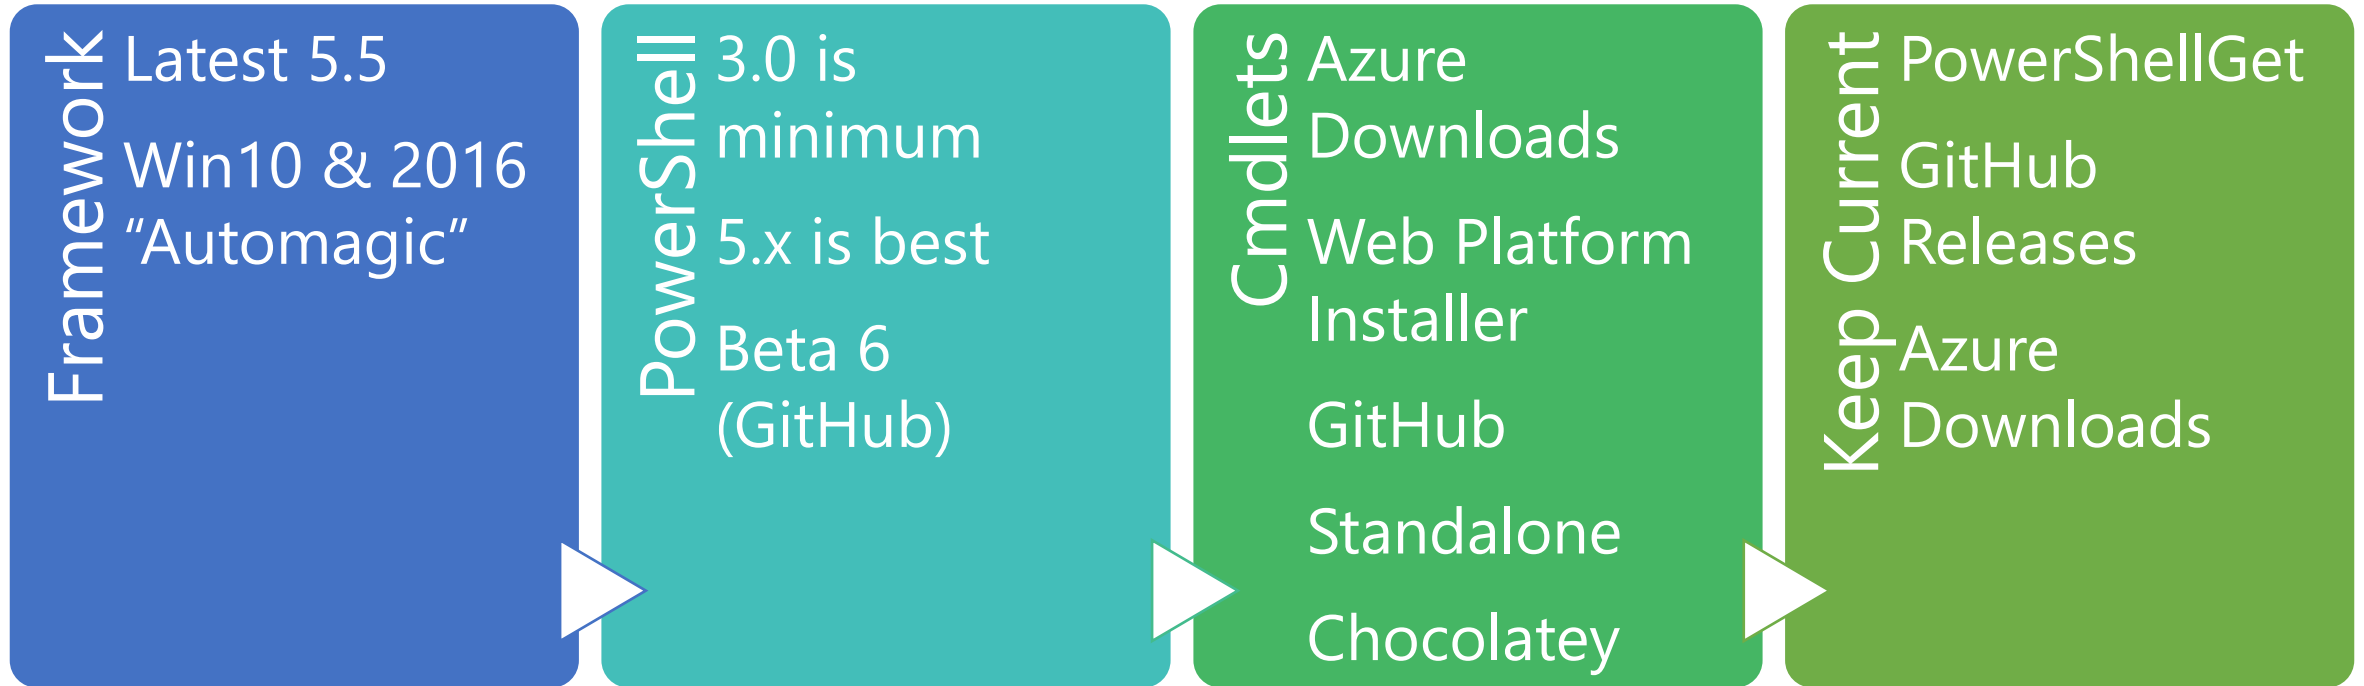 Framework
Latest 5.5
Win10 & 2016
“Automagic”
PowerShell
3.0 is
minimum
5.x is best
Beta 6
(GitHub)
Cmdlets
Azure
Downloads
Web Platform
Installer
GitHub
Standalone
Chocolatey
Keep Current
PowerShellGet
GitHub
Releases
Azure
Downloads